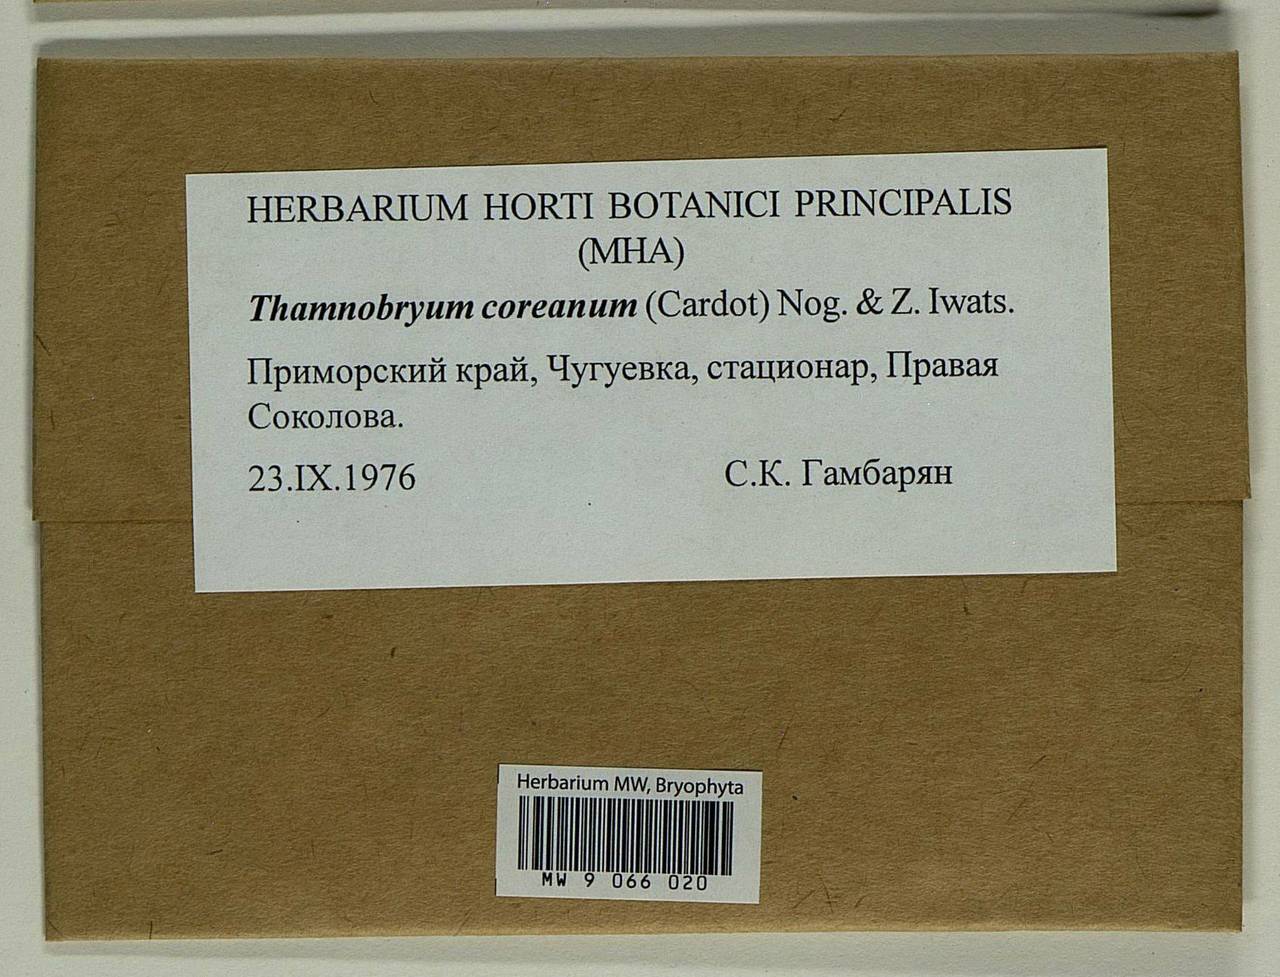 HERBARIUM HORTI BOTANICI PRINCIPALIS
(MHA)
Thamnobryum coreanum (Cardot) Nog. & Z. Iwats.
Приморский край, Чугуевка, стационар, Правая
Соколова.
23.IX.1976 С.К. Гамбарян
Herbarium MW, Bryophyta
MW 9 066 020